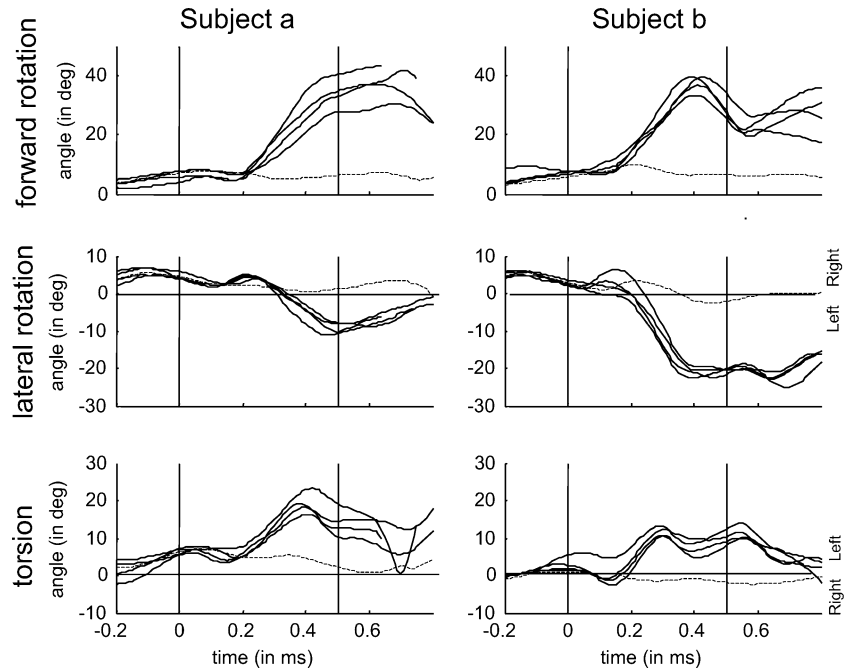 Subject a
Subject b
forward rotation
angle (in deg)
40
20
0
40
20
0
lateral rotation
angle (in deg)
10
0
-10
-20
-30
10
0
-10
-20
-30
Right
Left
torsion
angle (in deg)
30
20
10
0
-10
30
20
10
0
-10
Left
Right
-0.2 0 0.2 0.4 0.6
-0.2 0 0.2 0.4 0.6
time (in ms)
time (in ms)